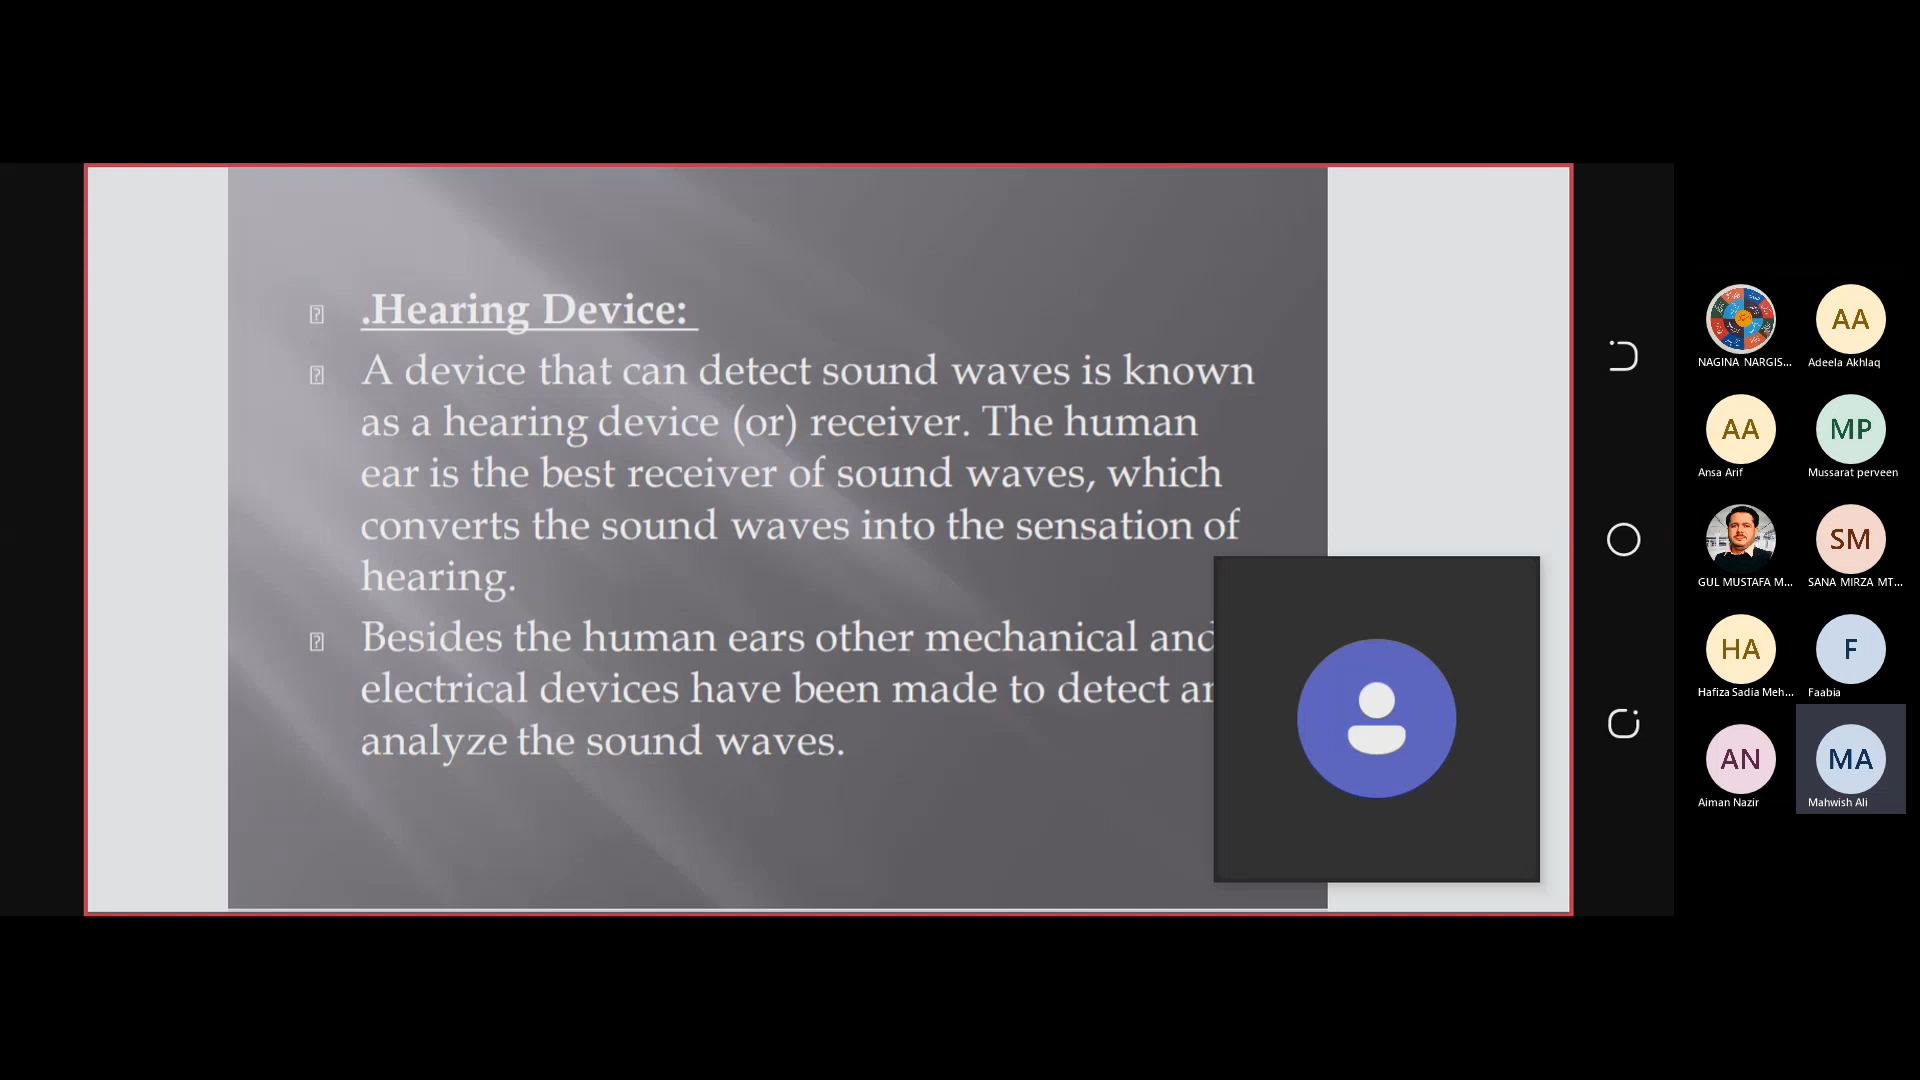 .Hearing Device:
A device that can detect sound waves is known
as a hearing device (or) receiver. The human
ear is the best receiver of sound waves, which
converts the sound waves into the sensation of
hearing.
Besides the human ears other mechanical and
electrical devices have been made to detect
analyze the sound waves.
NAGINA NARGIS...
AA
Adeela Akhlaq
AA
Ansa Arif
MP
Mussarat perveen
GUL MUSTAFA M...
SM
SANA MIRZA MT...
HA
Hafiza Sadia Meh...
F
Faabia
AN
Aiman Nazir
MA
Mahwish Ali